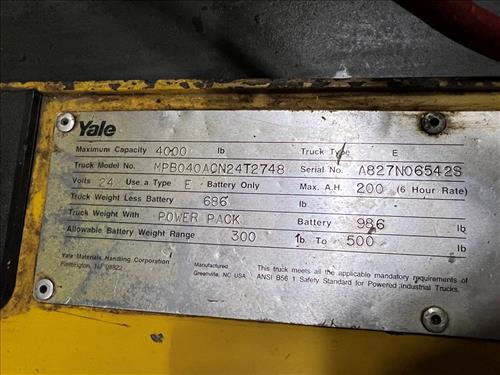 Yale
Maximum Capacity 4000 lb Truck Type E
Truck Model No. MPB040ACN24T2748 Serial No. A827N06542S
Volts 24 Use a Type E - Battery Only Max. A.H. 200 (6 Hour Rate)
Truck Weight Less Battery 686 lb
Truck Weight With POWER PACK Battery 986 lb
Allowable Battery Weight Range 300 lb To 500 lb
Yale Materials Handling Corporation Manufactured This truck meets all the applicable mandatory requirements of
Flemington, NJ 08822 Greenville, NC USA ANSI B56 1 Safety Standard for Powered Industrial Trucks.